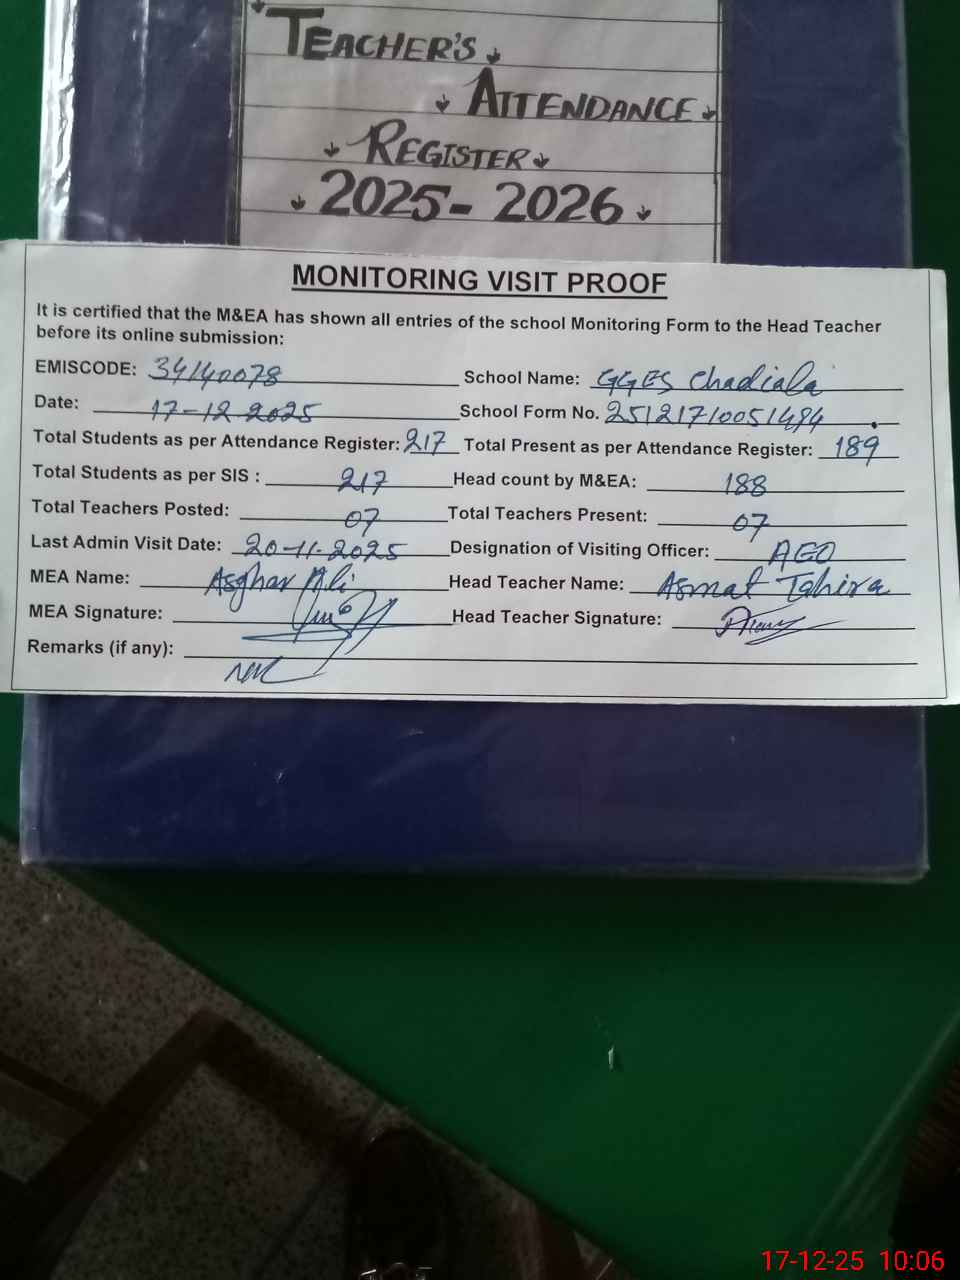 TEACHER'S
ATTENDANCE
REGISTER
2025-2026
MONITORING VISIT PROOF
It is certified that the M&EA has shown all entries of the school Monitoring Form to the Head Teacher
before its online submission:
EMISCODE: 34140078 School Name: GGES Chadiala
Date: 17-12-2025 School Form No. 25121710051494
Total Students as per Attendance Register: 217 Total Present as per Attendance Register: 189
Total Students as per SIS : 217 Head count by M&EA: 188
Total Teachers Posted: 07 Total Teachers Present: 07
Last Admin Visit Date: 20-11-2025 Designation of Visiting Officer: AEO
MEA Name: Asghar Ali Head Teacher Name: Asmat Tahira
MEA Signature: Head Teacher Signature:
Remarks (if any):
17-12-25 10:06